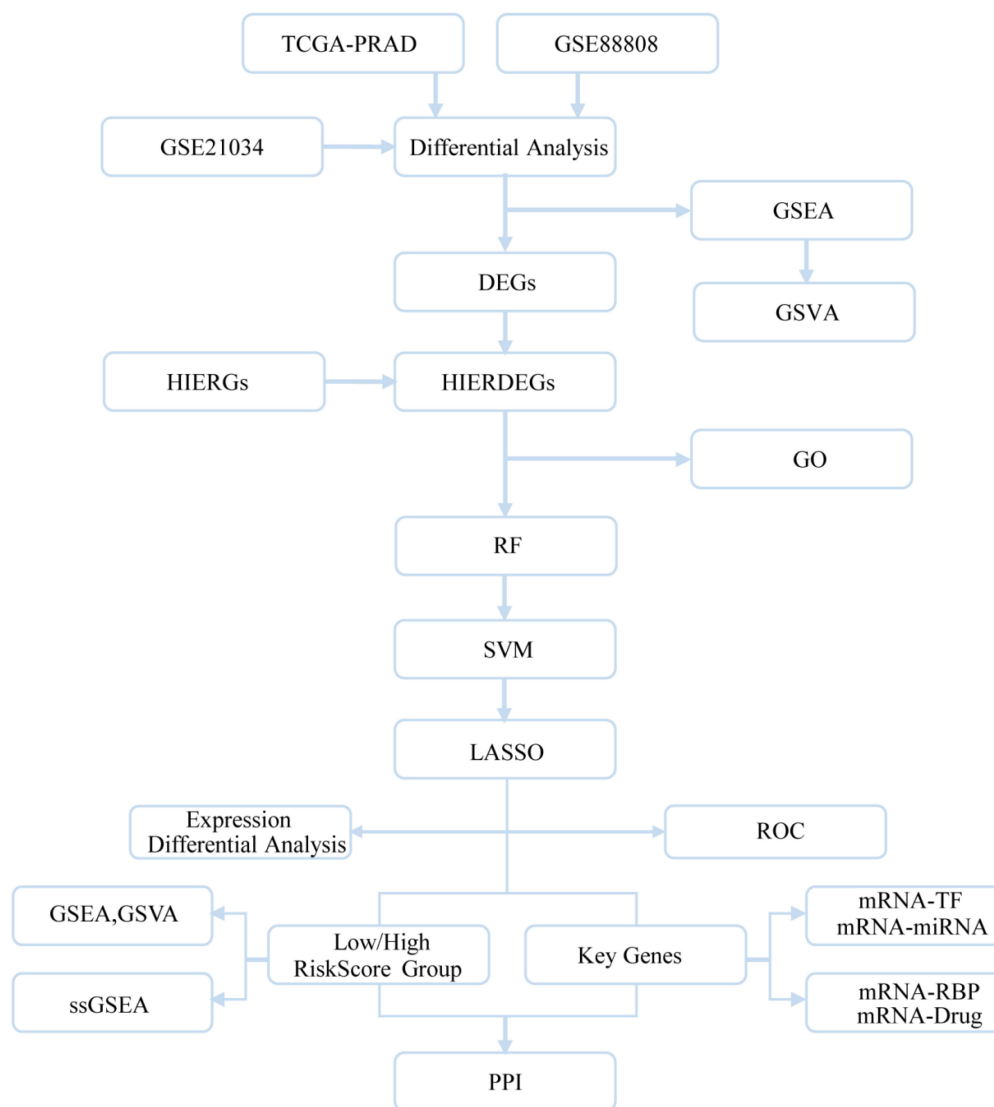 TCGA-PRAD
GSE88808
GSE21034
Differential Analysis
GSEA
DEGs
GSVA
HIERGs
HIERDEGs
GO
RF
SVM
LASSO
Expression
Differential Analysis
ROC
GSEA,GSVA
Low/High
RiskScore Group
Key Genes
mRNA-TF
mRNA-miRNA
ssGSEA
mRNA-RBP
mRNA-Drug
PPI